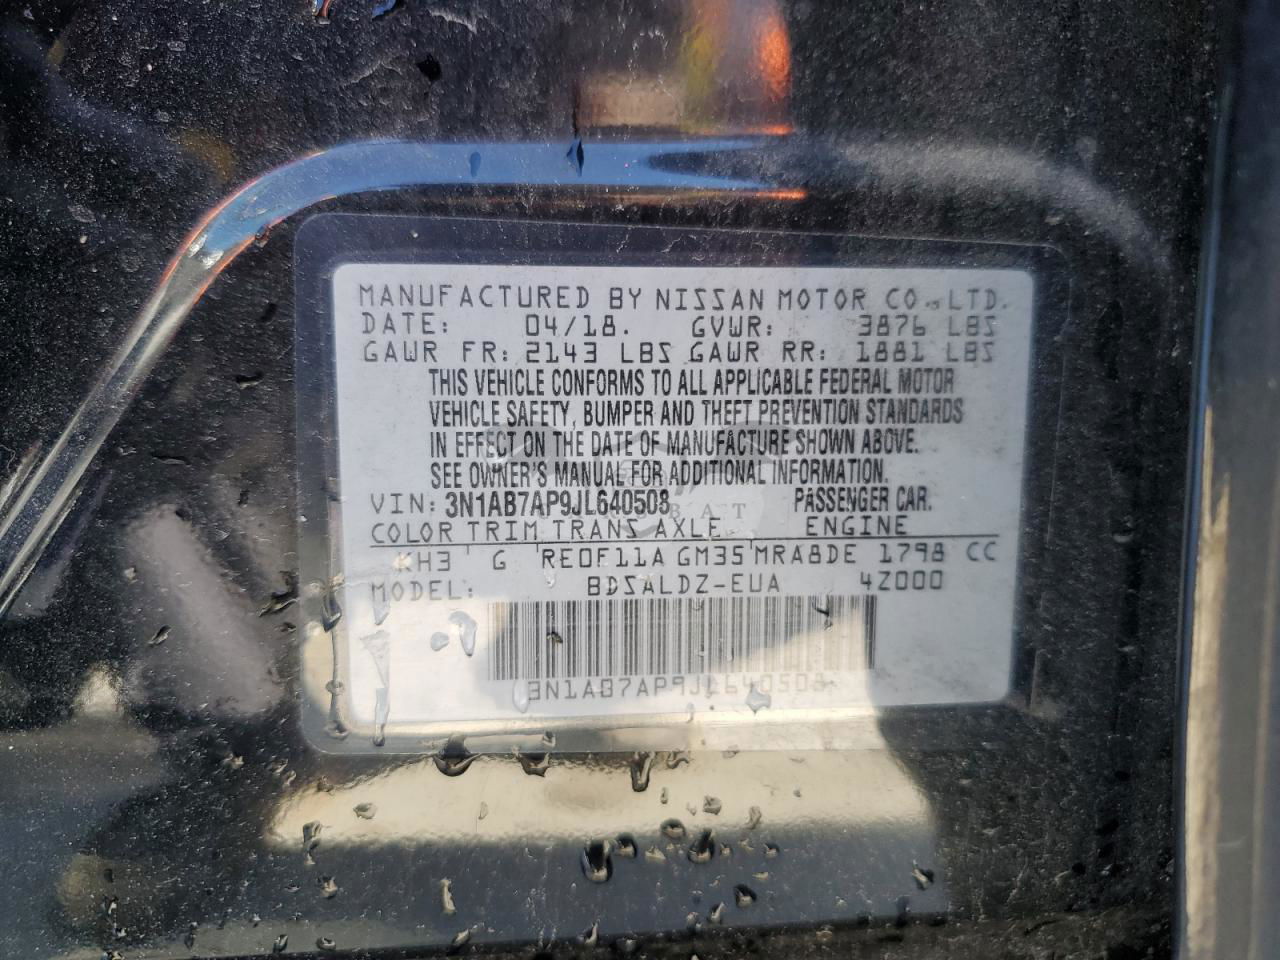 MANUFACTURED BY NISSAN MOTOR CO., LTD.
DATE: 04/18. GVWR: 3876 LBS
GAWR FR: 2143 LBS GAWR RR: 1881 LBS
THIS VEHICLE CONFORMS TO ALL APPLICABLE FEDERAL MOTOR
VEHICLE SAFETY, BUMPER AND THEFT PREVENTION STANDARDS
IN EFFECT ON THE DATE OF MANUFACTURE SHOWN ABOVE.
SEE OWNER'S MANUAL FOR ADDITIONAL INFORMATION.
VIN: 3N1AB7AP9JL640508 PASSENGER CAR.
COLOR TRIM TRANS AXLE ENGINE
KH3 G RE0F11A GM35 MRA8DE 1798 CC
MODEL: BDSALDZ-EUA 4Z000
3N1AB7AP9JL640508